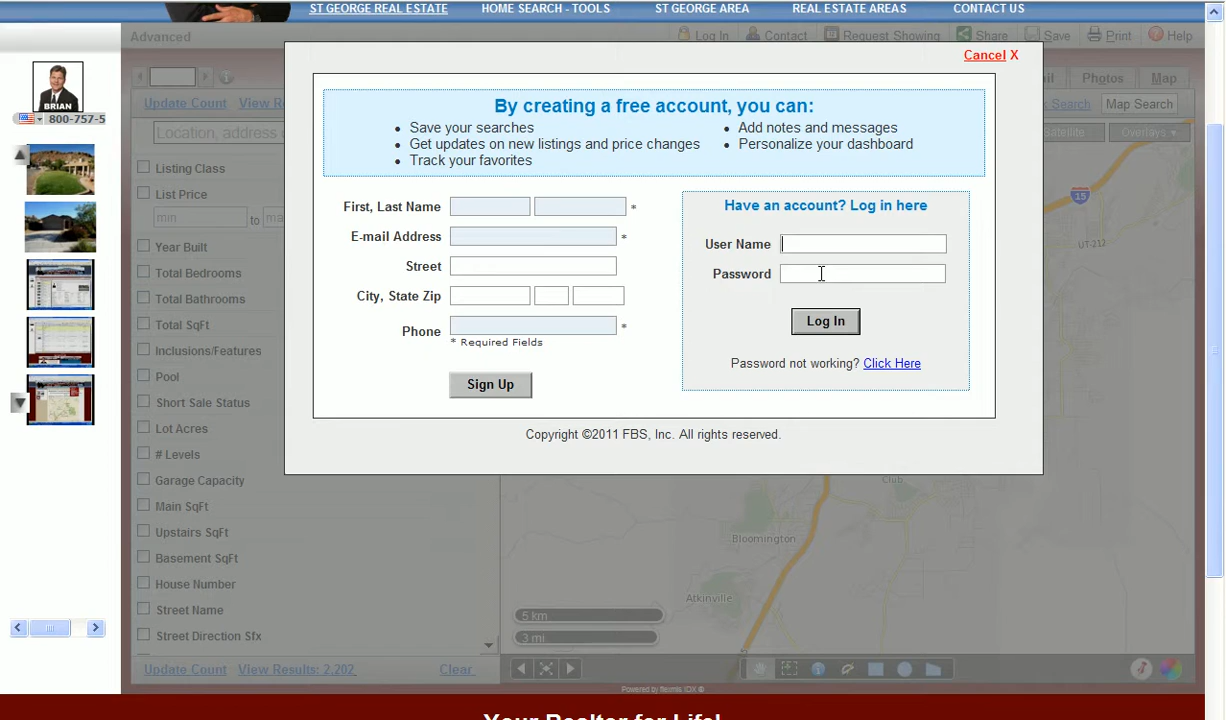 ST GEORGE REAL ESTATE HOME SEARCH - TOOLS ST GEORGE AREA REAL ESTATE AREAS CONTACT US
Advanced Log In Contact Request Showing Share Save Print Help
Cancel X
BRIAN
800-757-5
Photos Map
Update Count View R
Search Map Search
Location, address
Satellite Overlays
By creating a free account, you can:
• Save your searches
• Get updates on new listings and price changes
• Track your favorites
• Add notes and messages
• Personalize your dashboard
First, Last Name *
E-mail Address *
Street
City, State Zip
Phone *
* Required Fields
Sign Up
Have an account? Log in here
User Name
Password
Log In
Password not working? Click Here
Copyright ©2011 FBS, Inc. All rights reserved.
Listing Class
List Price
min to ma
Year Built
Total Bedrooms
Total Bathrooms
Total SqFt
Inclusions/Features
Pool
Short Sale Status
Lot Acres
# Levels
Garage Capacity
Main SqFt
Upstairs SqFt
Basement SqFt
House Number
Street Name
Street Direction Sfx
15
UT-212
Club
Bloomington
Atkinville
5 km
3 mi
Update Count View Results: 2,202 Clear
Powered by flexmls IDX ©
Your Realtor for Life!